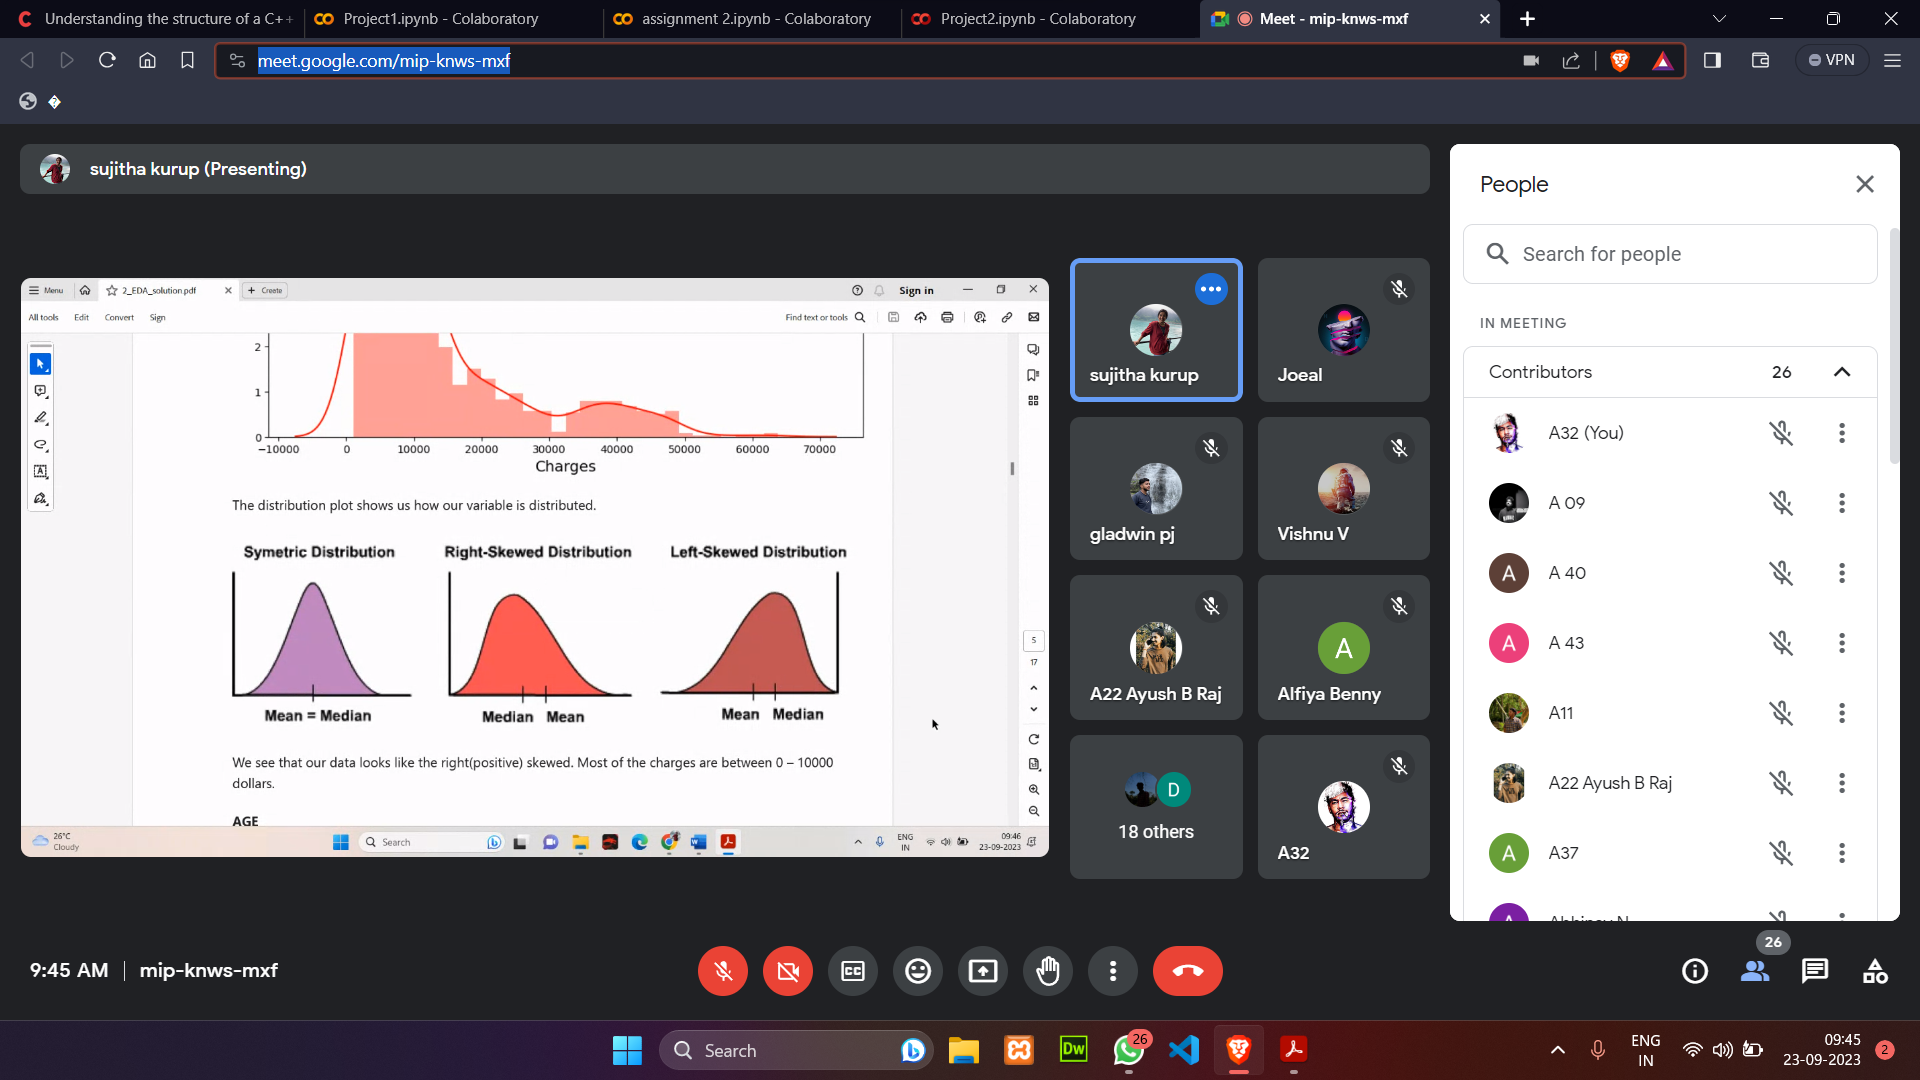 Understanding the structure of a C++
Project1.ipynb - Colaboratory
assignment 2.ipynb - Colaboratory
Project2.ipynb - Colaboratory
Meet - mip-knws-mxf
meet.google.com/mip-knws-mxf
VPN
sujitha kurup (Presenting)
Menu
2_EDA_solution.pdf
Create
Sign in
All tools
Edit
Convert
Sign
Find text or tools
2
1
0
−10000
0
10000
20000
30000
40000
50000
60000
70000
Charges
The distribution plot shows us how our variable is distributed.
Symetric Distribution
Right-Skewed Distribution
Left-Skewed Distribution
Mean = Median
Median Mean
Mean Median
We see that our data looks like the right(positive) skewed. Most of the charges are between 0 – 10000
dollars.
AGE
5
17
26°C
Cloudy
Search
ENG
IN
09:46
23-09-2023
sujitha kurup
Joeal
gladwin pj
Vishnu V
A22 Ayush B Raj
A
Alfiya Benny
D
18 others
A32
People
Search for people
IN MEETING
Contributors
26
A32 (You)
A 09
A
A 40
A
A 43
A11
A22 Ayush B Raj
A
A37
9:45 AM
mip-knws-mxf
26
Search
Dw
26
ENG
IN
09:45
23-09-2023
2